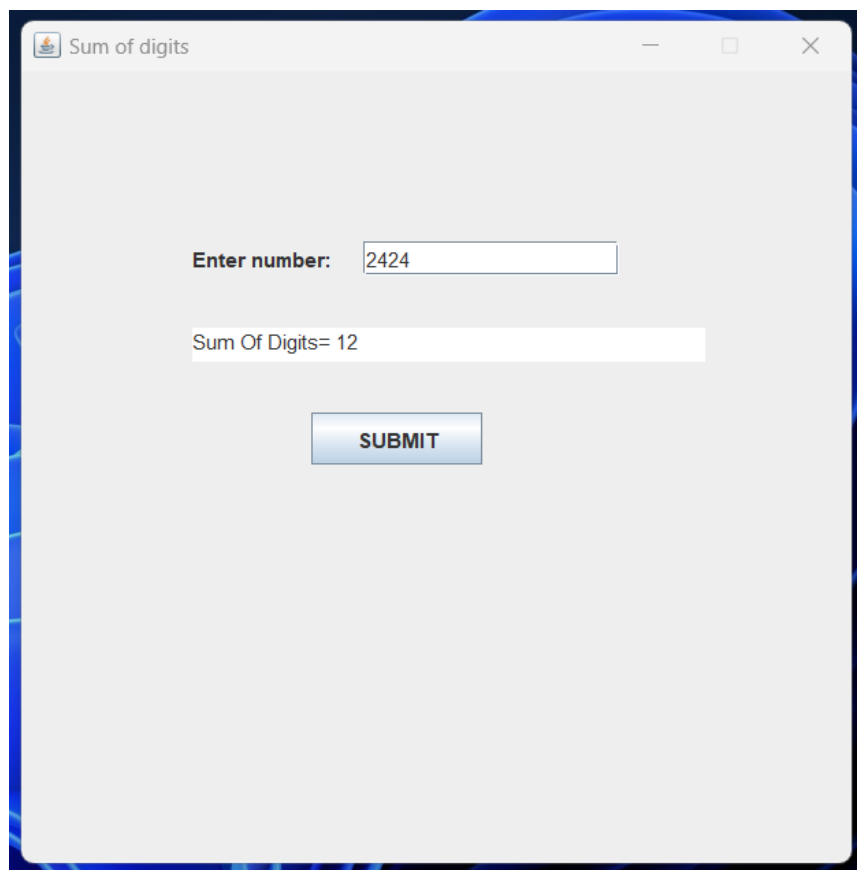 Sum of digits
Enter number: 2424
Sum Of Digits= 12
SUBMIT